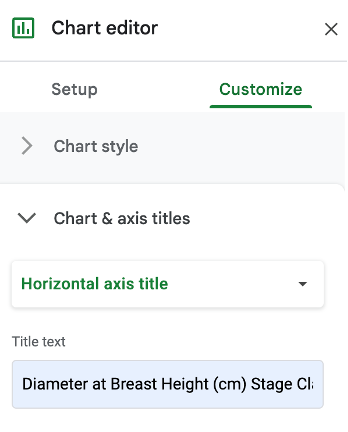 Chart editor
Setup Customize
Chart style
Chart & axis titles
Horizontal axis title
Title text
Diameter at Breast Height (cm) Stage Cl